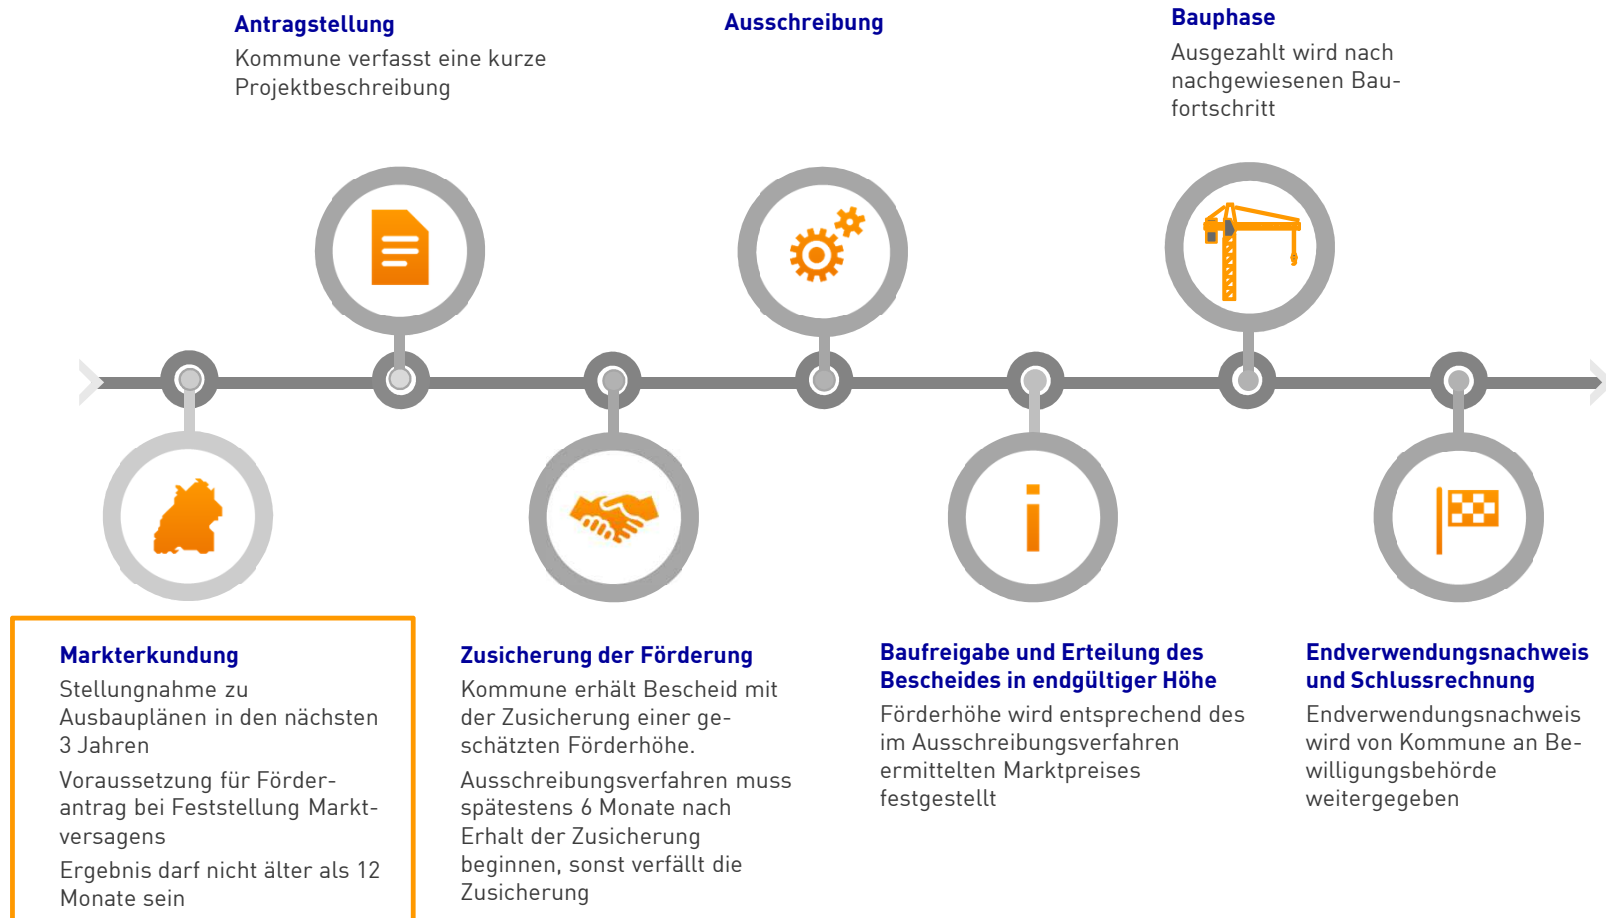 Antragstellung
Kommune verfasst eine kurze
Projektbeschreibung
Ausschreibung
Bauphase
Ausgezahlt wird nach
nachgewiesenen Bau-
fortschritt
Markterkundung
Stellungnahme zu
Ausbauplänen in den nächsten
3 Jahren
Voraussetzung für Förder-
antrag bei Feststellung Markt-
versagens
Ergebnis darf nicht älter als 12
Monate sein
Zusicherung der Förderung
Kommune erhält Bescheid mit
der Zusicherung einer ge-
schätzten Förderhöhe.
Ausschreibungsverfahren muss
spätestens 6 Monate nach
Erhalt der Zusicherung
beginnen, sonst verfällt die
Zusicherung
Baufreigabe und Erteilung des
Bescheides in endgültiger Höhe
Förderhöhe wird entsprechend des
im Ausschreibungsverfahren
ermittelten Marktpreises
festgestellt
Endverwendungsnachweis
und Schlussrechnung
Endverwendungsnachweis
wird von Kommune an Be-
willigungsbehörde
weitergegeben